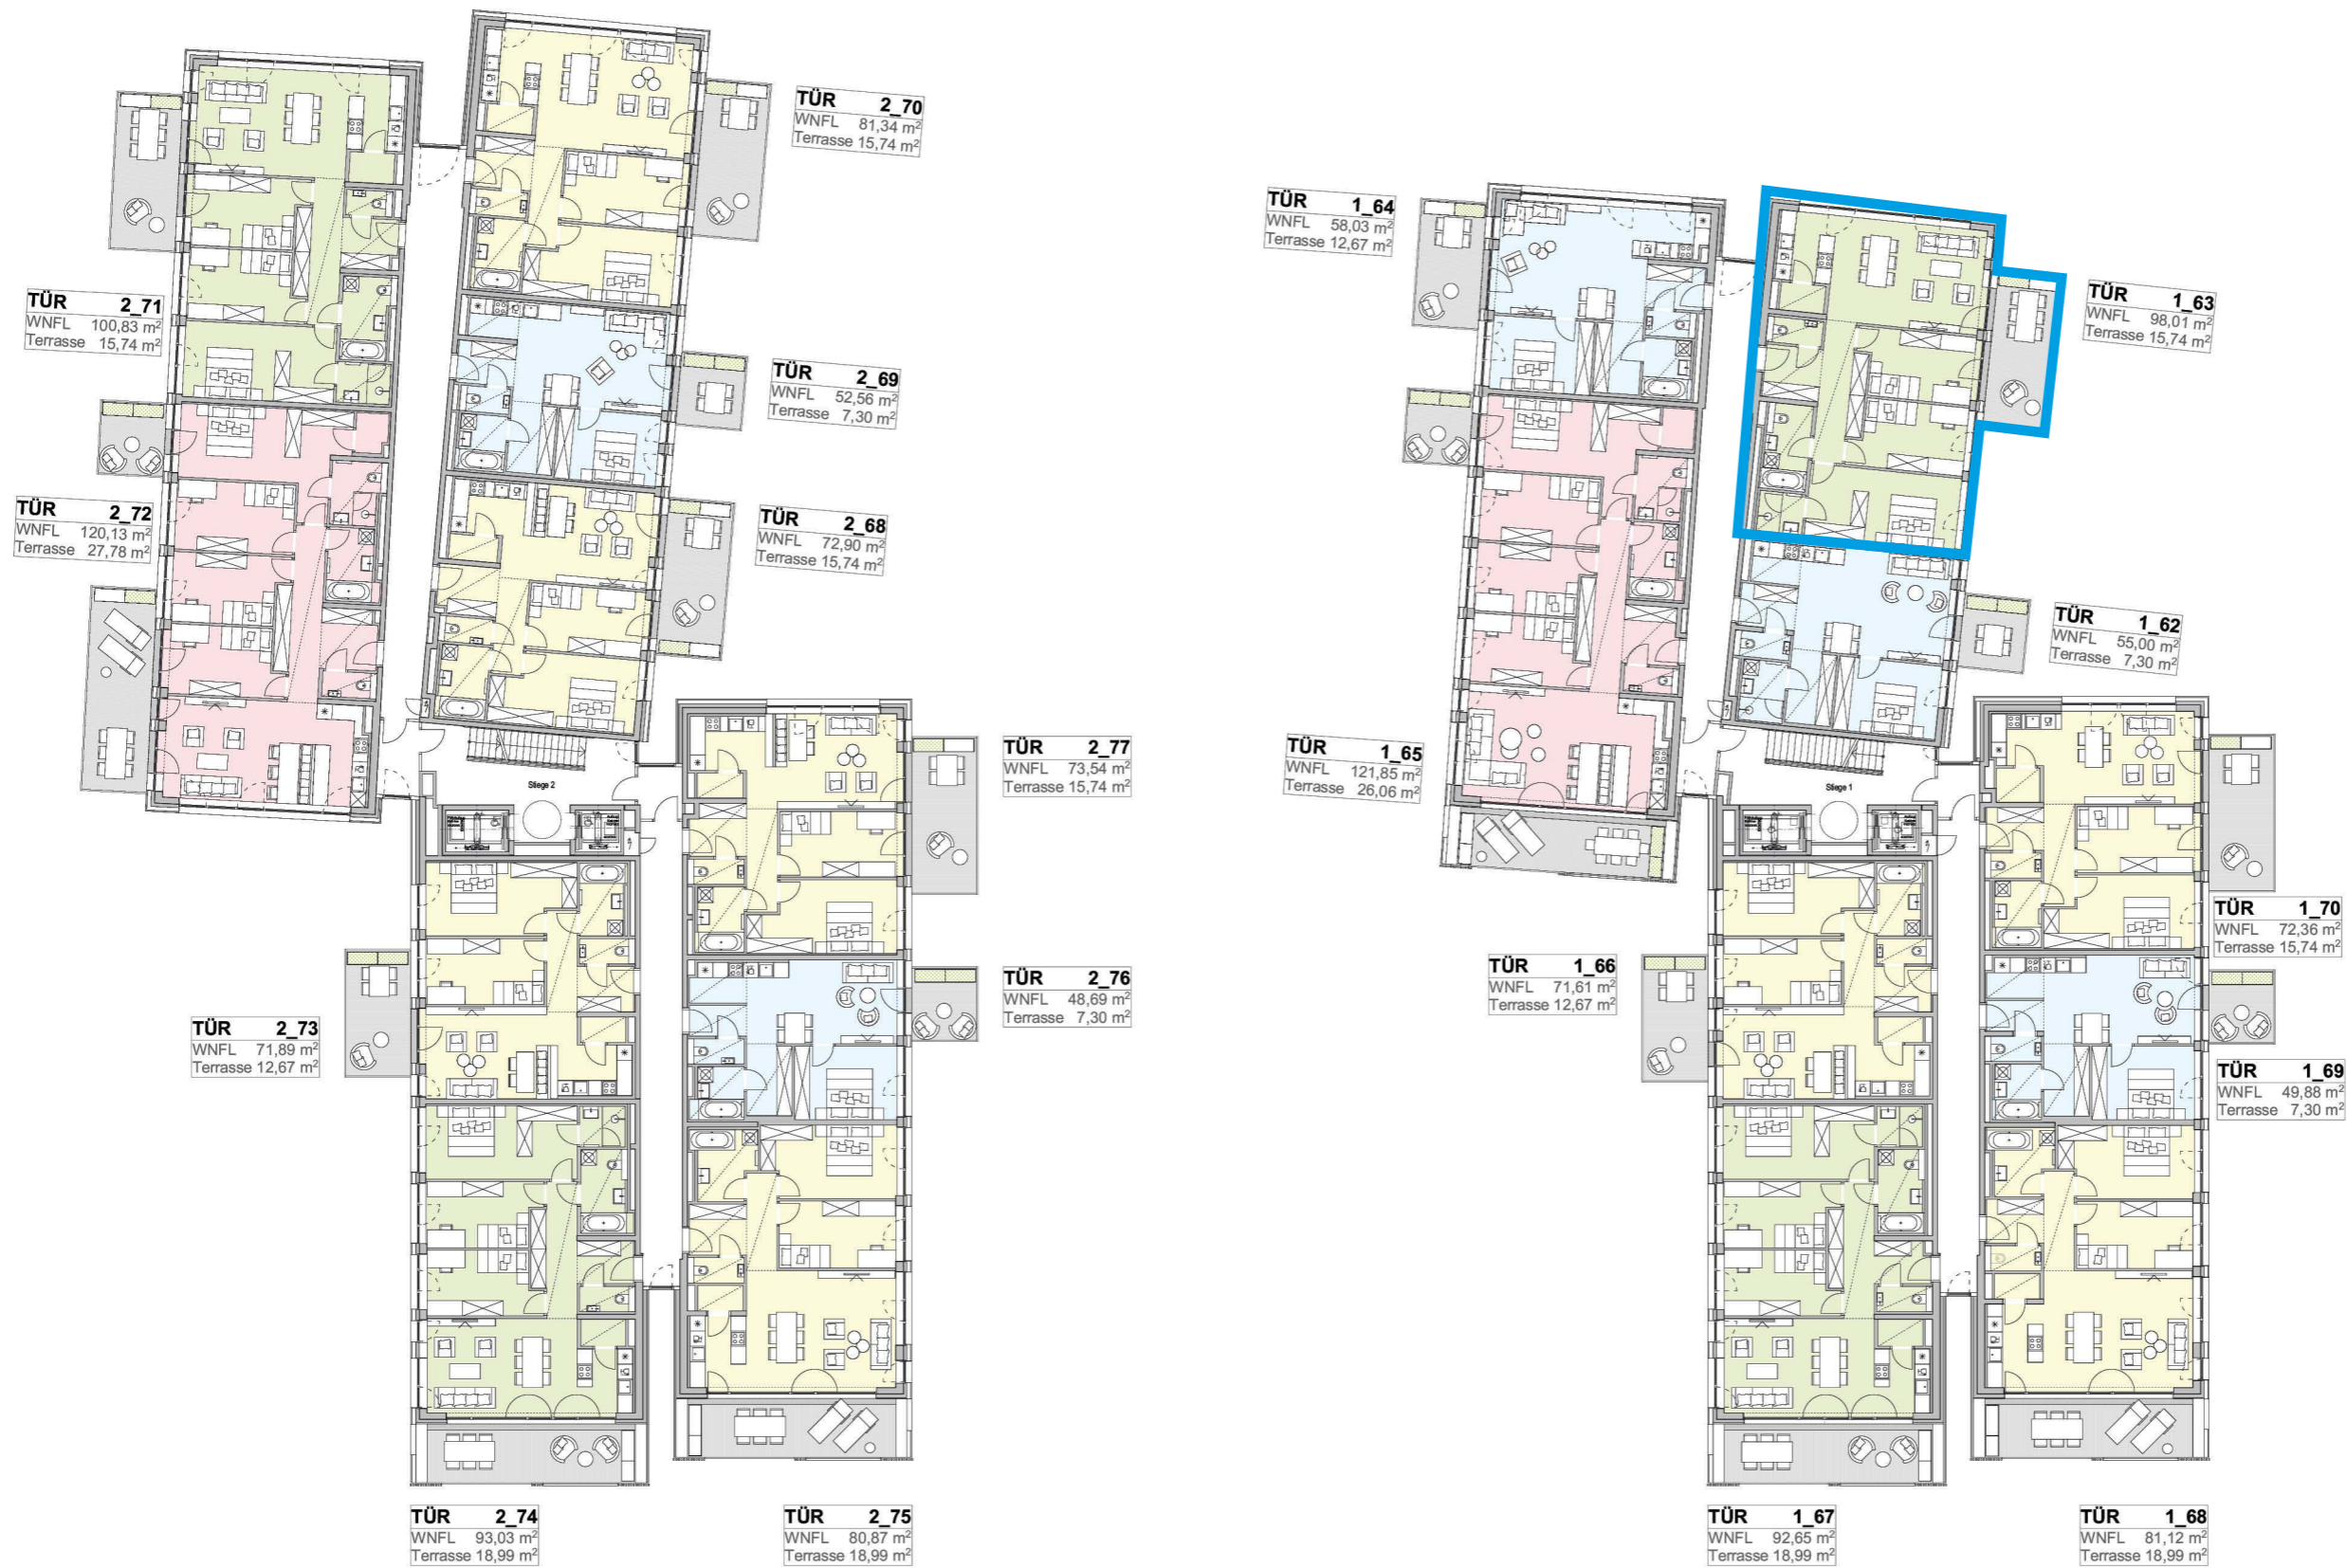 TÜR 2_70
WNFL 81,34 m²
Terrasse 15,74 m²
TÜR 2_71
WNFL 100,83 m²
Terrasse 15,74 m²
TÜR 2_69
WNFL 52,56 m²
Terrasse 7,30 m²
TÜR 2_72
WNFL 120,13 m²
Terrasse 27,78 m²
TÜR 2_68
WNFL 72,90 m²
Terrasse 15,74 m²
TÜR 2_77
WNFL 73,54 m²
Terrasse 15,74 m²
Stiege 2
TÜR 2_76
WNFL 48,69 m²
Terrasse 7,30 m²
TÜR 2_73
WNFL 71,89 m²
Terrasse 12,67 m²
TÜR 2_74
WNFL 93,03 m²
Terrasse 18,99 m²
TÜR 2_75
WNFL 80,87 m²
Terrasse 18,99 m²
TÜR 1_64
WNFL 58,03 m²
Terrasse 12,67 m²
TÜR 1_63
WNFL 98,01 m²
Terrasse 15,74 m²
TÜR 1_62
WNFL 55,00 m²
Terrasse 7,30 m²
TÜR 1_65
WNFL 121,85 m²
Terrasse 26,06 m²
Stiege 1
TÜR 1_70
WNFL 72,36 m²
Terrasse 15,74 m²
TÜR 1_66
WNFL 71,61 m²
Terrasse 12,67 m²
TÜR 1_69
WNFL 49,88 m²
Terrasse 7,30 m²
TÜR 1_67
WNFL 92,65 m²
Terrasse 18,99 m²
TÜR 1_68
WNFL 81,12 m²
Terrasse 18,99 m²